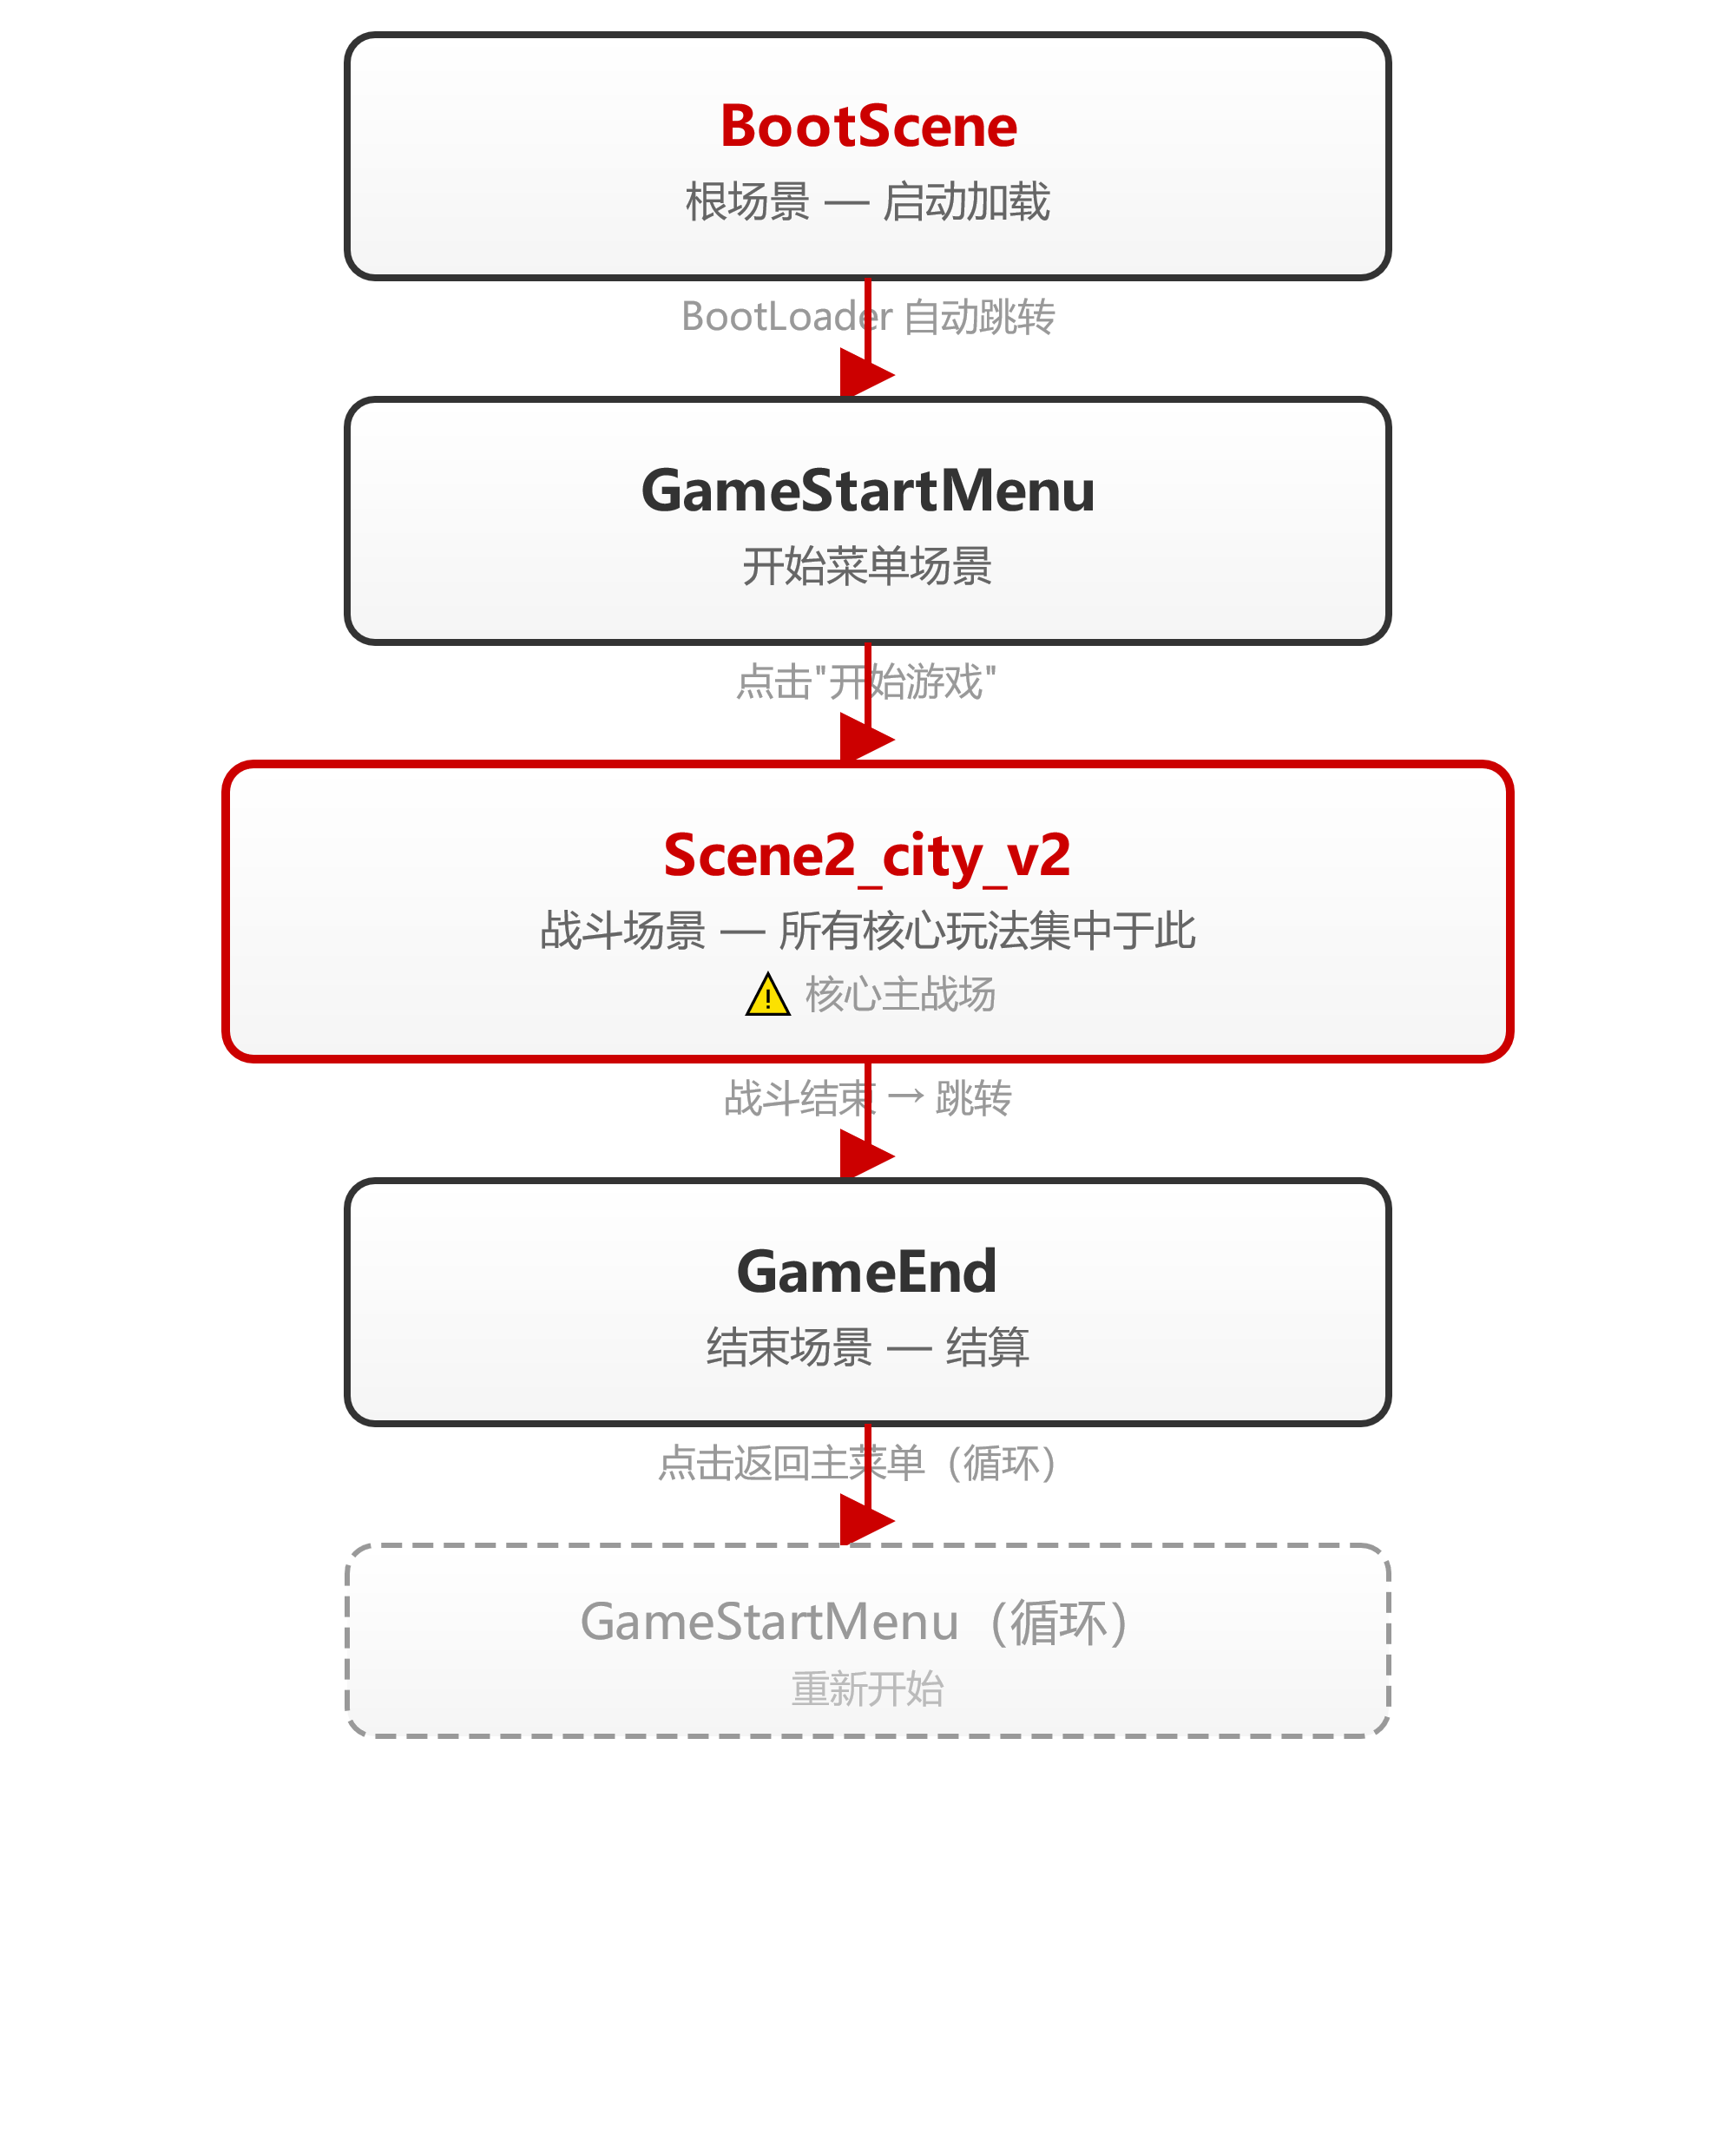 BootScene
根场景 — 启动加载
BootLoader 自动跳转
GameStartMenu
开始菜单场景
点击"开始游戏"
Scene2_city_v2
战斗场景 — 所有核心玩法集中于此
⚠ 核心主战场
战斗结束 → 跳转
GameEnd
结束场景 — 结算
点击返回主菜单（循环）
GameStartMenu（循环）
重新开始